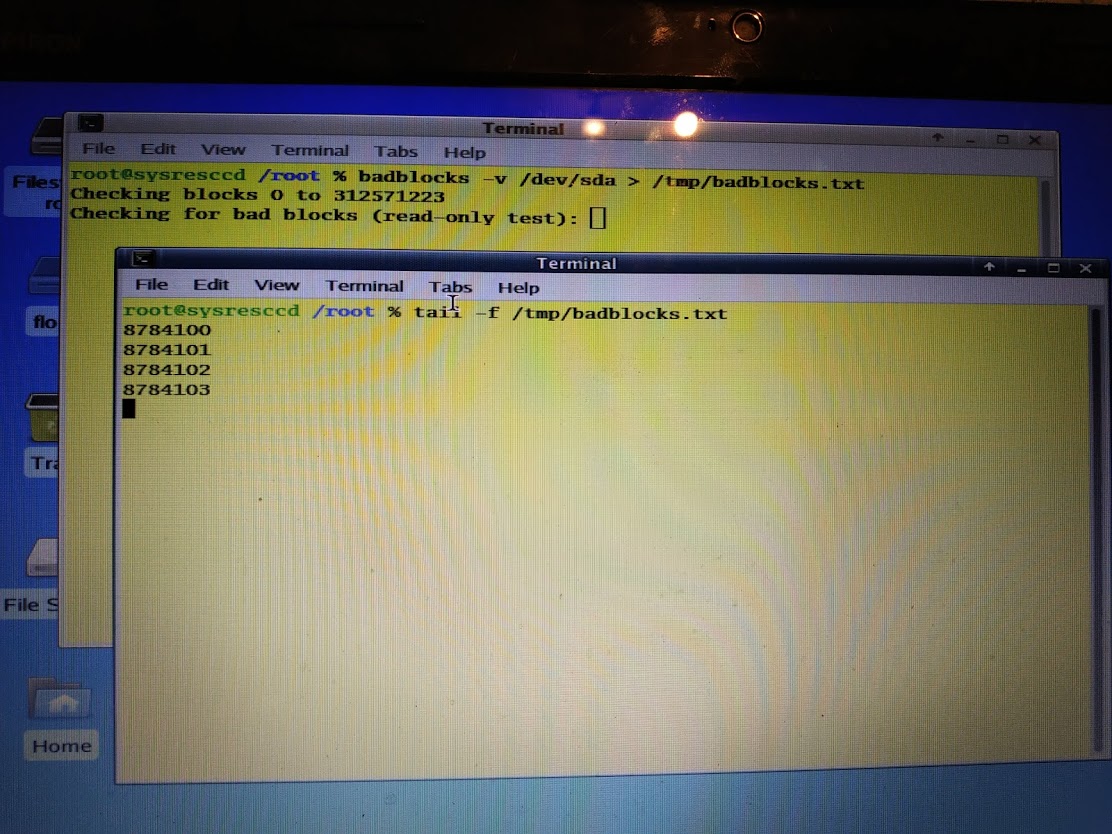 Terminal
File Edit View Terminal Tabs Help
root@sysresccd /root % badblocks -v /dev/sda > /tmp/badblocks.txt
Checking blocks 0 to 312571223
Checking for bad blocks (read-only test):
Terminal
File Edit View Terminal Tabs Help
root@sysresccd /root % tail -f /tmp/badblocks.txt
8784100
8784101
8784102
8784103
Files
flo
Tra
File S
Home